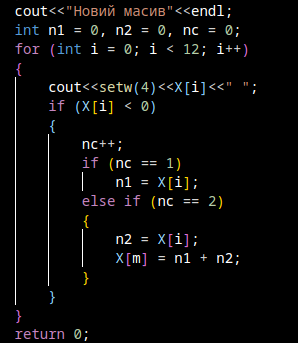 cout<<"Новий масив"<<endl;
int n1 = 0, n2 = 0, nc = 0;
for (int i = 0; i < 12; i++)
{
cout<<setw(4)<<X[i]<<" ";
if (X[i] < 0)
{
nc++;
if (nc == 1)
n1 = X[i];
else if (nc == 2)
{
n2 = X[i];
X[m] = n1 + n2;
}
}
}
return 0;